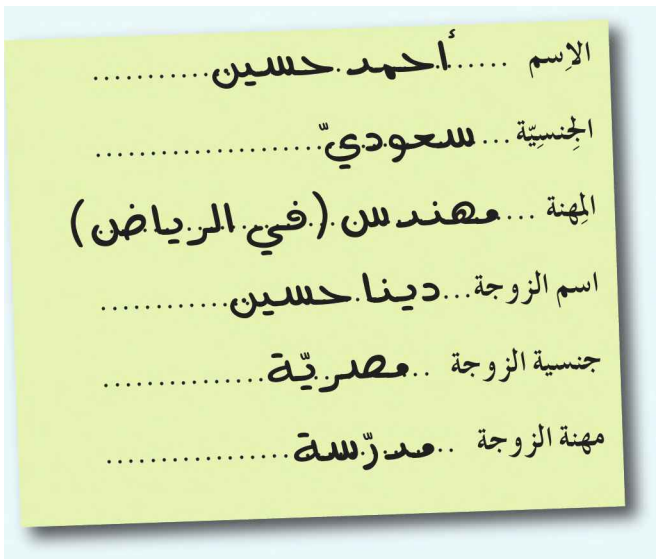 الاِسم ..... أحمد حسين ...........
الجِنسِيّة ... سعوديّ .....................
المِهنة .... مهندس (في الرياض)
اسم الزوجة... دينا حسين ............
جنسية الزوجة .. مصريّة ...............
مهنة الزوجة .. مدرّسة .................